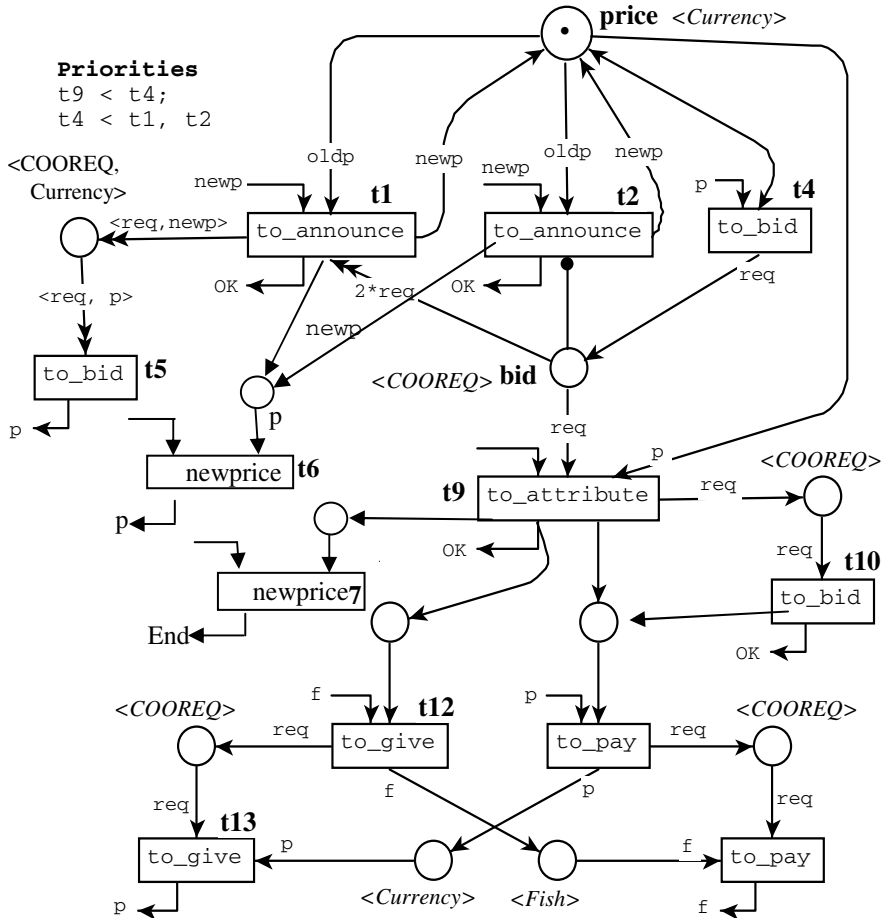 price <Currency>
Priorities
t9 < t4;
t4 < t1, t2
<COOREQ,
Currency>
oldp
newp
oldp
newp
newp
newp
p
t1
t2
t4
<req,newp>
to_announce
to_announce
to_bid
OK
2*req
OK
req
<req, p>
newp
to_bid
t5
<COOREQ> bid
p
p
req
newprice
t6
p
<COOREQ>
t9
to_attribute
req
p
OK
req
t10
newprice7
to_bid
End
OK
f
t12
p
<COOREQ>
<COOREQ>
req
to_give
to_pay
req
f
p
req
req
t13
to_give
p
f
to_pay
<Currency>
<Fish>
p
f